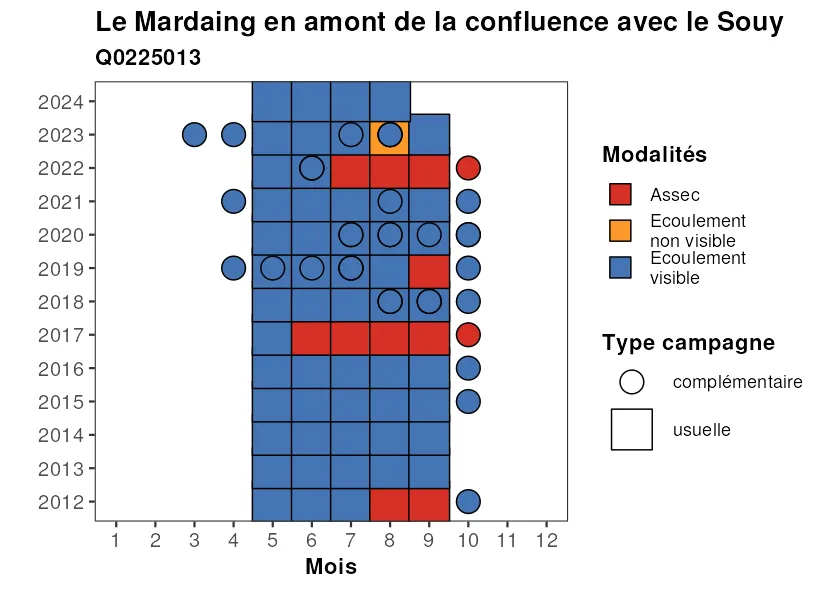 Le Mardaing en amont de la confluence avec le Souy
Q0225013
2024
2023
2022
2021
2020
2019
2018
2017
2016
2015
2014
2013
2012
1 2 3 4 5 6 7 8 9 10 11 12
Mois
Modalités
Assec
Ecoulement
non visible
Ecoulement
visible
Type campagne
complémentaire
usuelle